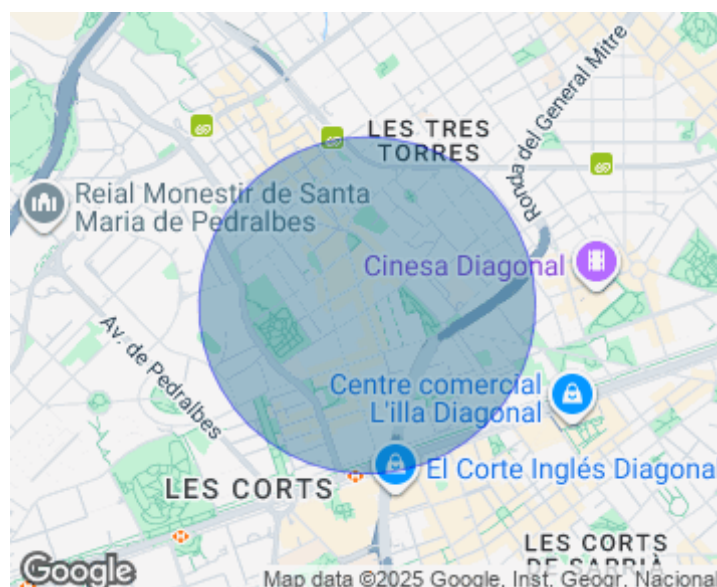 LES TRES
TORRES
Ronda del General Mitre
Reial Monestir de Santa
Maria de Pedralbes
Cinesa Diagonal
Av. de Pedralbes
Centre comercial
L'illa Diagonal
El Corte Inglés Diagona
LES CORTS
LES CORTS
DE SARRIÀ
Google
Map data ©2025 Google, Inst. Geogr. Nacional